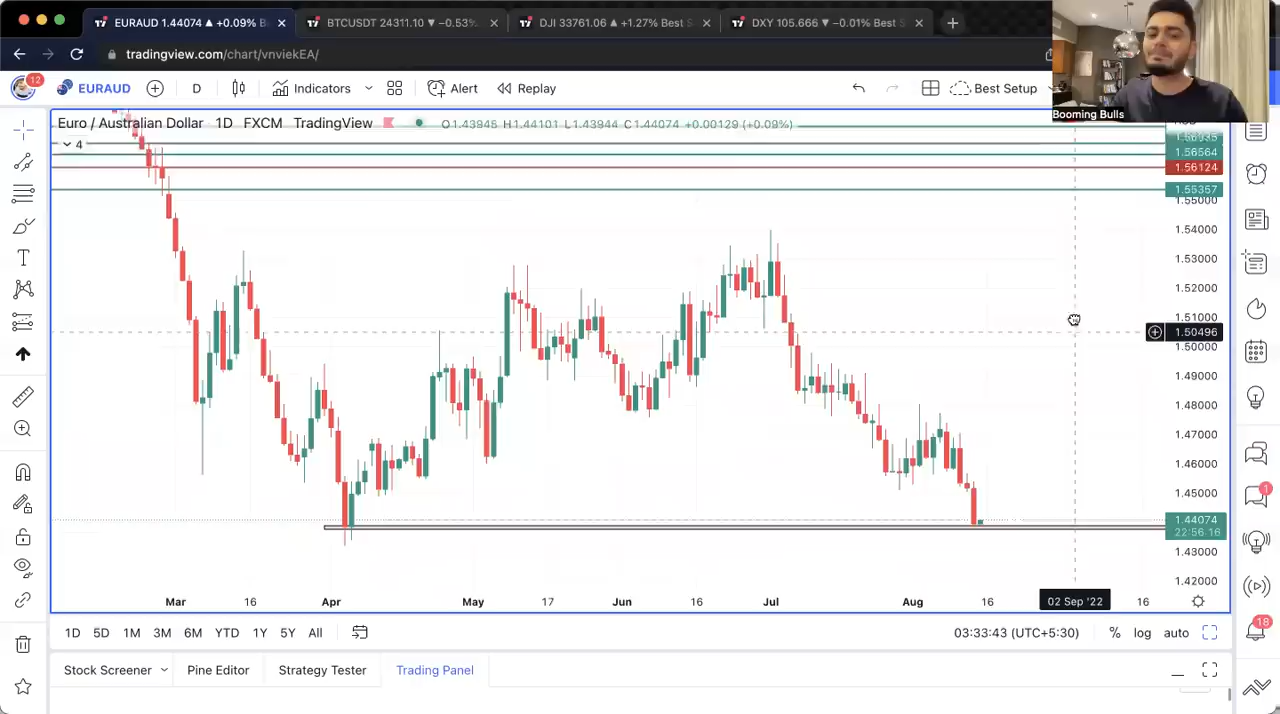 EURAUD 1.44074 ▲ +0.09% B
BTCUSDT 24311.10 ▼ −0.53%
DJI 33761.06 ▲ +1.27% Best S
DXY 105.666 ▼ −0.01% Best S
tradingview.com/chart/vnviekEA/
12
EURAUD
D
Indicators
Alert
Replay
Best Setup
Booming Bulls
Euro / Australian Dollar 1D FXCM TradingView
O1.43945 H1.44101 L1.43944 C1.44074 +0.00129 (+0.09%)
4
1.56564
1.56124
1.55357
1.55000
1.54000
1.53000
1.52000
1.51000
1.50496
1.50000
1.49000
1.48000
1.47000
1.46000
1.45000
1.44074
22:56:16
1.43000
1.42000
Mar 16 Apr May 17 Jun 16 Jul Aug 16 02 Sep '22 16
1D 5D 1M 3M 6M YTD 1Y 5Y All
03:33:43 (UTC+5:30) % log auto
Stock Screener Pine Editor Strategy Tester Trading Panel
1
18